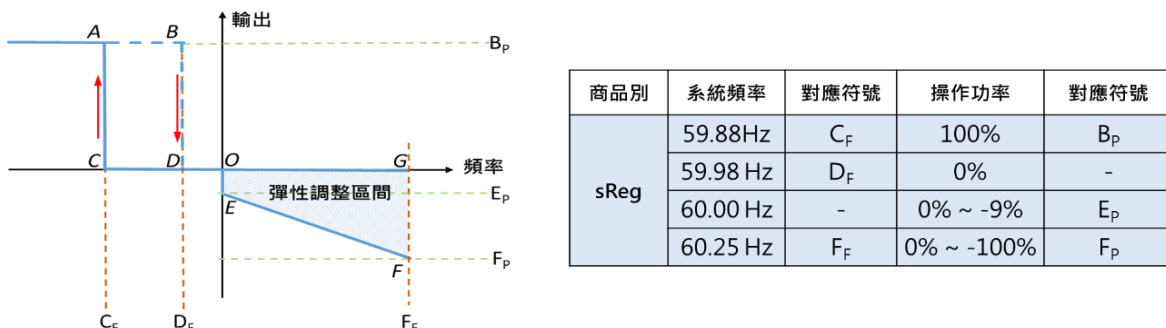 輸出
A
B
B_P
C
D
O
G
頻率
彈性調整區間
E_P
E
F_P
F
C_F
D_F
F_F
商品別 系統頻率 對應符號 操作功率 對應符號
sReg
59.88Hz C_F 100% B_P
59.98 Hz D_F 0% -
60.00 Hz - 0% ~ -9% E_P
60.25 Hz F_F 0% ~ -100% F_P